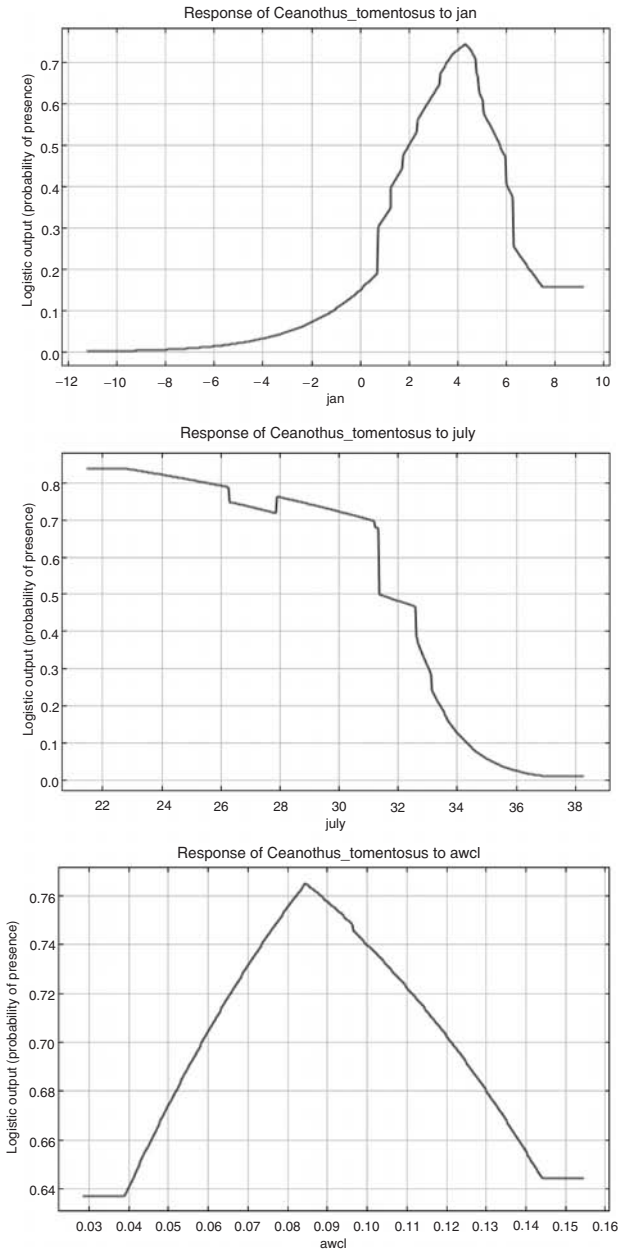 Response of Ceanothus_tomentosus to jan
Logistic output (probability of presence)
0.7
0.6
0.5
0.4
0.3
0.2
0.1
0.0
−12 −10 −8 −6 −4 −2 0 2 4 6 8 10
jan
Response of Ceanothus_tomentosus to july
Logistic output (probability of presence)
0.8
0.7
0.6
0.5
0.4
0.3
0.2
0.1
0.0
22 24 26 28 30 32 34 36 38
july
Response of Ceanothus_tomentosus to awcl
Logistic output (probability of presence)
0.76
0.74
0.72
0.70
0.68
0.66
0.64
0.03 0.04 0.05 0.06 0.07 0.08 0.09 0.10 0.11 0.12 0.13 0.14 0.15 0.16
awcl